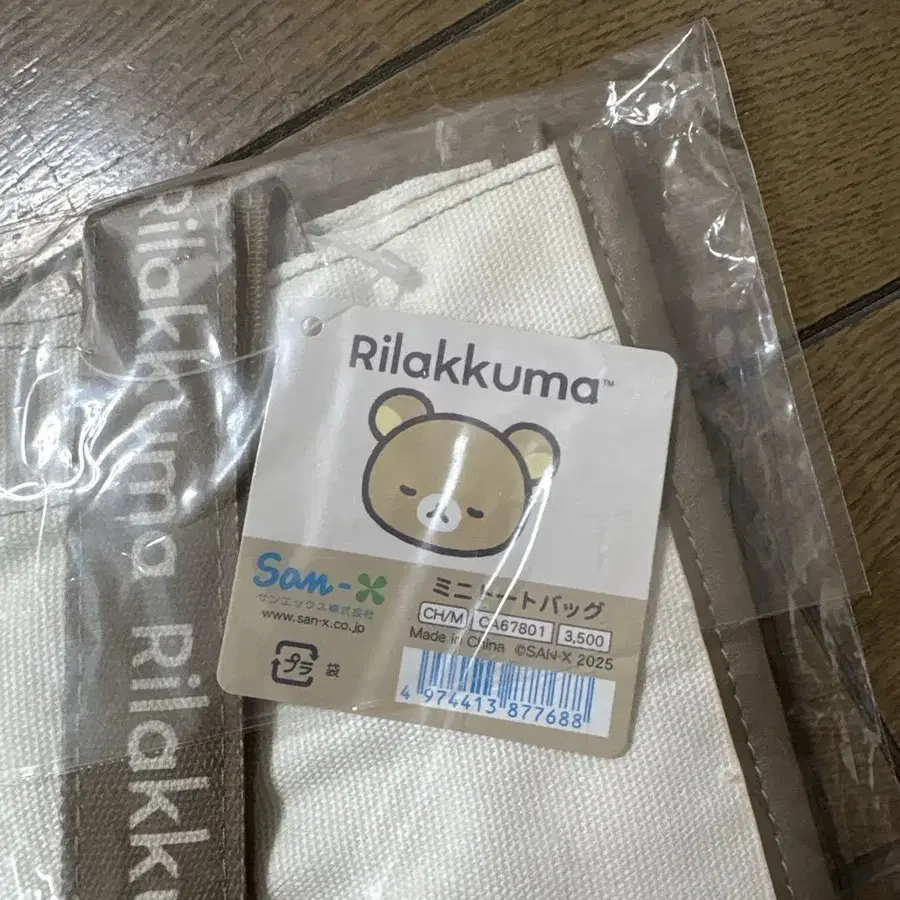 Rilakkuma Rilakku
Rilakkuma™
San-X
サンエックス株式会社
www.san-x.co.jp
プラ 袋
ミニトートバッグ
CH/M CA67801 3,500
Made in China ©SAN-X 2025
4 974413 877688